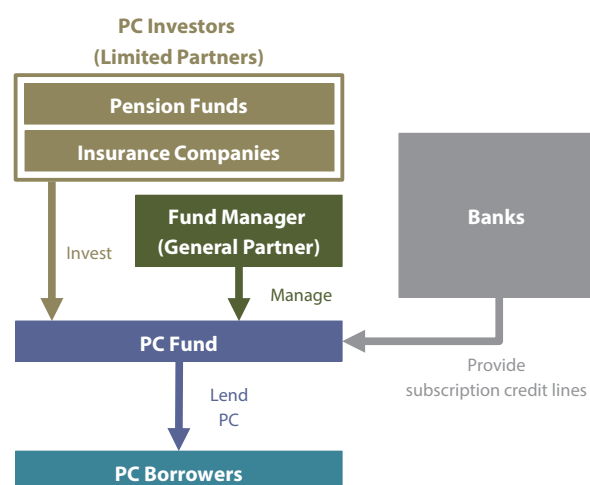 PC Investors
(Limited Partners)
Pension Funds
Insurance Companies
Fund Manager
(General Partner)
Banks
Invest
Manage
PC Fund
Provide
subscription credit lines
Lend
PC
PC Borrowers